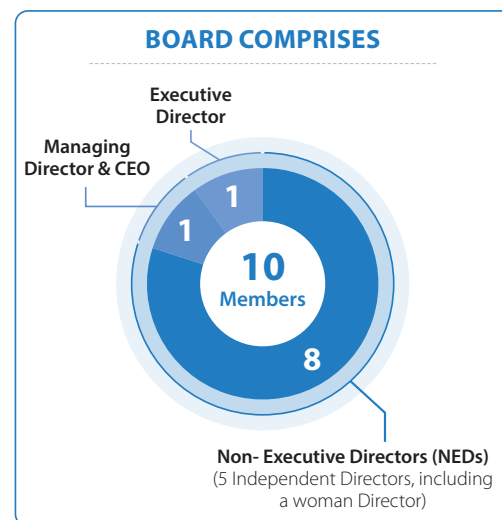 BOARD COMPRISES
Executive
Director
Managing
Director & CEO
1
1
10
Members
8
Non- Executive Directors (NEDs)
(5 Independent Directors, including
a woman Director)